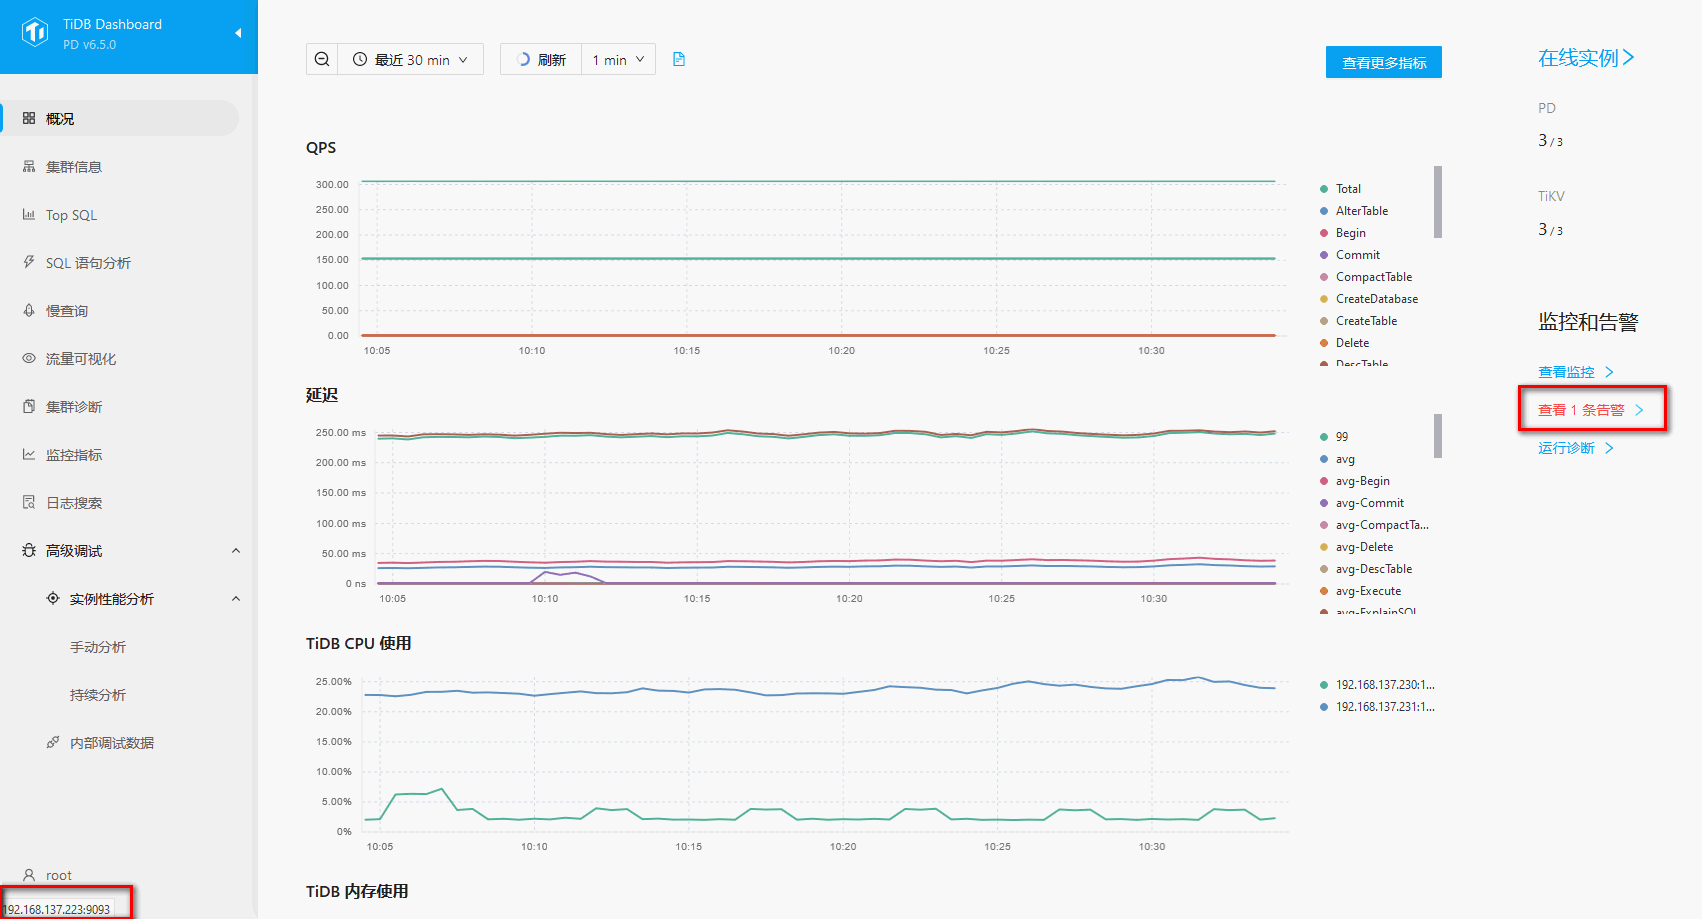 TiDB Dashboard
PD v6.5.0
概况
集群信息
Top SQL
SQL 语句分析
慢查询
流量可视化
集群诊断
监控指标
日志搜索
高级调试
实例性能分析
手动分析
持续分析
内部调试数据
root
192.168.137.223:9093
最近 30 min
刷新
1 min
查看更多指标
QPS
300.00
250.00
200.00
150.00
100.00
50.00
0.00
10:05
10:10
10:15
10:20
10:25
10:30
Total
AlterTable
Begin
Commit
CompactTable
CreateDatabase
CreateTable
Delete
DescTable
延迟
250.00 ms
200.00 ms
150.00 ms
100.00 ms
50.00 ms
0 ns
10:05
10:10
10:15
10:20
10:25
10:30
99
avg
avg-Begin
avg-Commit
avg-CompactTa...
avg-Delete
avg-DescTable
avg-Execute
avg-ExplainSQL
TiDB CPU 使用
25.00%
20.00%
15.00%
10.00%
5.00%
0%
10:05
10:10
10:15
10:20
10:25
10:30
192.168.137.230:1...
192.168.137.231:1...
TiDB 内存使用
在线实例
PD
3 / 3
TiKV
3 / 3
监控和告警
查看监控
查看 1 条告警
运行诊断